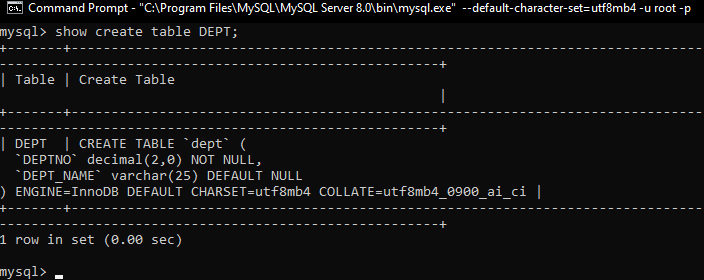 Command Prompt - "C:\Program Files\MySQL\MySQL Server 8.0\bin\mysql.exe"  --default-character-set=utf8mb4 -u root -p
mysql> show create table DEPT;
+-------+--------------------------------------------------------------------------------
-------------------------------------------------------+
| Table | Create Table
                                                       |
+-------+--------------------------------------------------------------------------------
-------------------------------------------------------+
| DEPT  | CREATE TABLE `dept` (
  `DEPTNO` decimal(2,0) NOT NULL,
  `DEPT_NAME` varchar(25) DEFAULT NULL
) ENGINE=InnoDB DEFAULT CHARSET=utf8mb4 COLLATE=utf8mb4_0900_ai_ci |
+-------+--------------------------------------------------------------------------------
-------------------------------------------------------+
1 row in set (0.00 sec)
mysql>